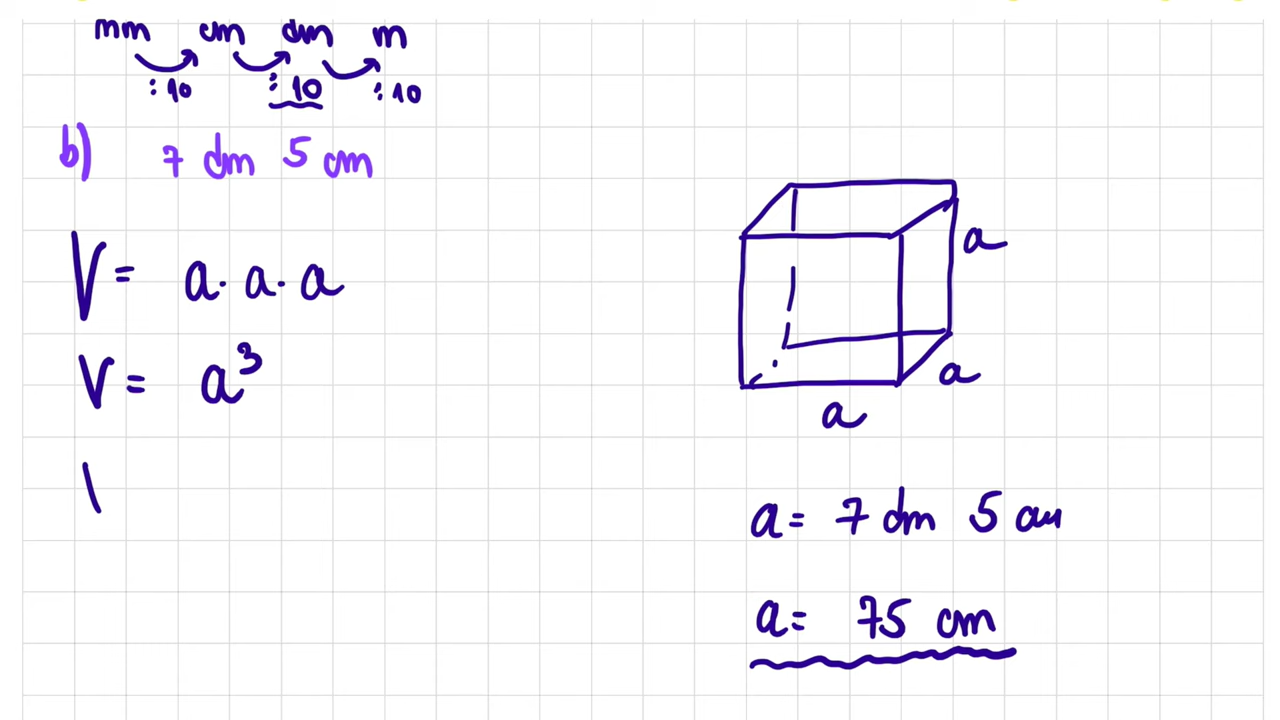 mm cm dm m
:10 :10 :10
b) 7 dm 5 cm
V= a·a·a
V= a³
a
a
a
a= 7 dm 5 cm
a= 75 cm